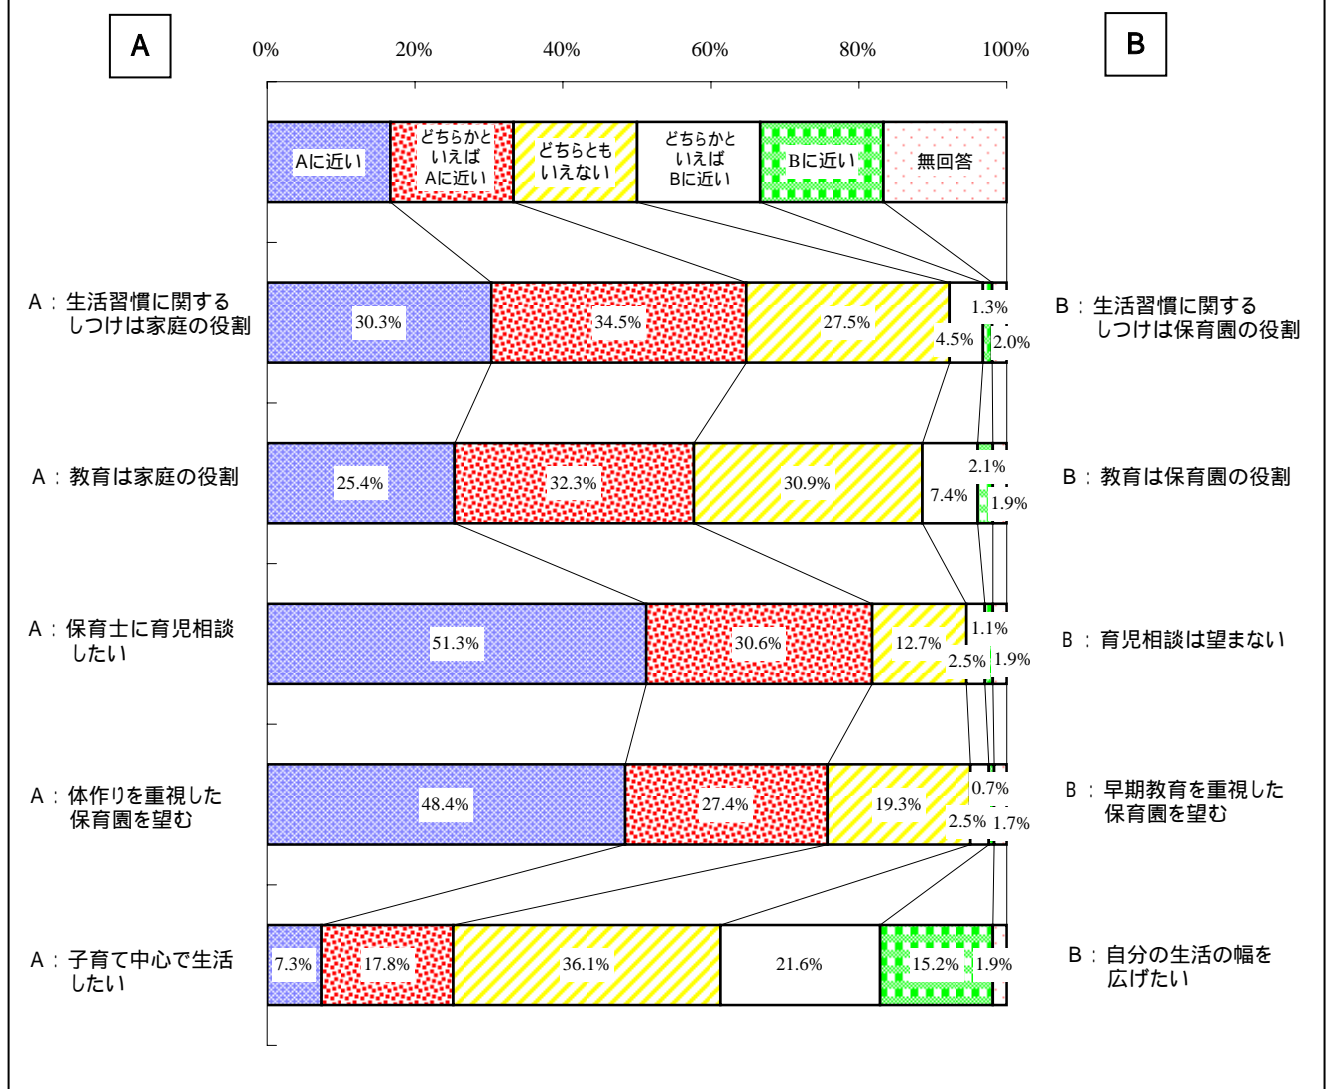 A
B
0%
20%
40%
60%
80%
100%
Aに近い
どちらかと
いえば
Aに近い
どちらとも
いえない
どちらか と
いえば
Bに近い
Bに近い
無回答
A：生活習慣に関する
しつけは家庭の役割
30.3%
34.5%
27.5%
4.5%
1.3%
2.0%
B：生活習慣に関する
しつけは保育園の役割
A：教育は家庭の役割
25.4%
32.3%
30.9%
7.4%
2.1%
1.9%
B：教育は保育園の役割
A：保育士に育児相談
したい
51.3%
30.6%
12.7%
2.5%
1.1%
1.9%
B：育児相談は望まない
A：体作りを重視した
保育園を望む
48.4%
27.4%
19.3%
2.5%
0.7%
1.7%
B：早期教育を重視した
保育園を望む
A：子育て中心で生活
したい
7.3%
17.8%
36.1%
21.6%
15.2%
1.9%
B：自分の生活の幅を
広げたい